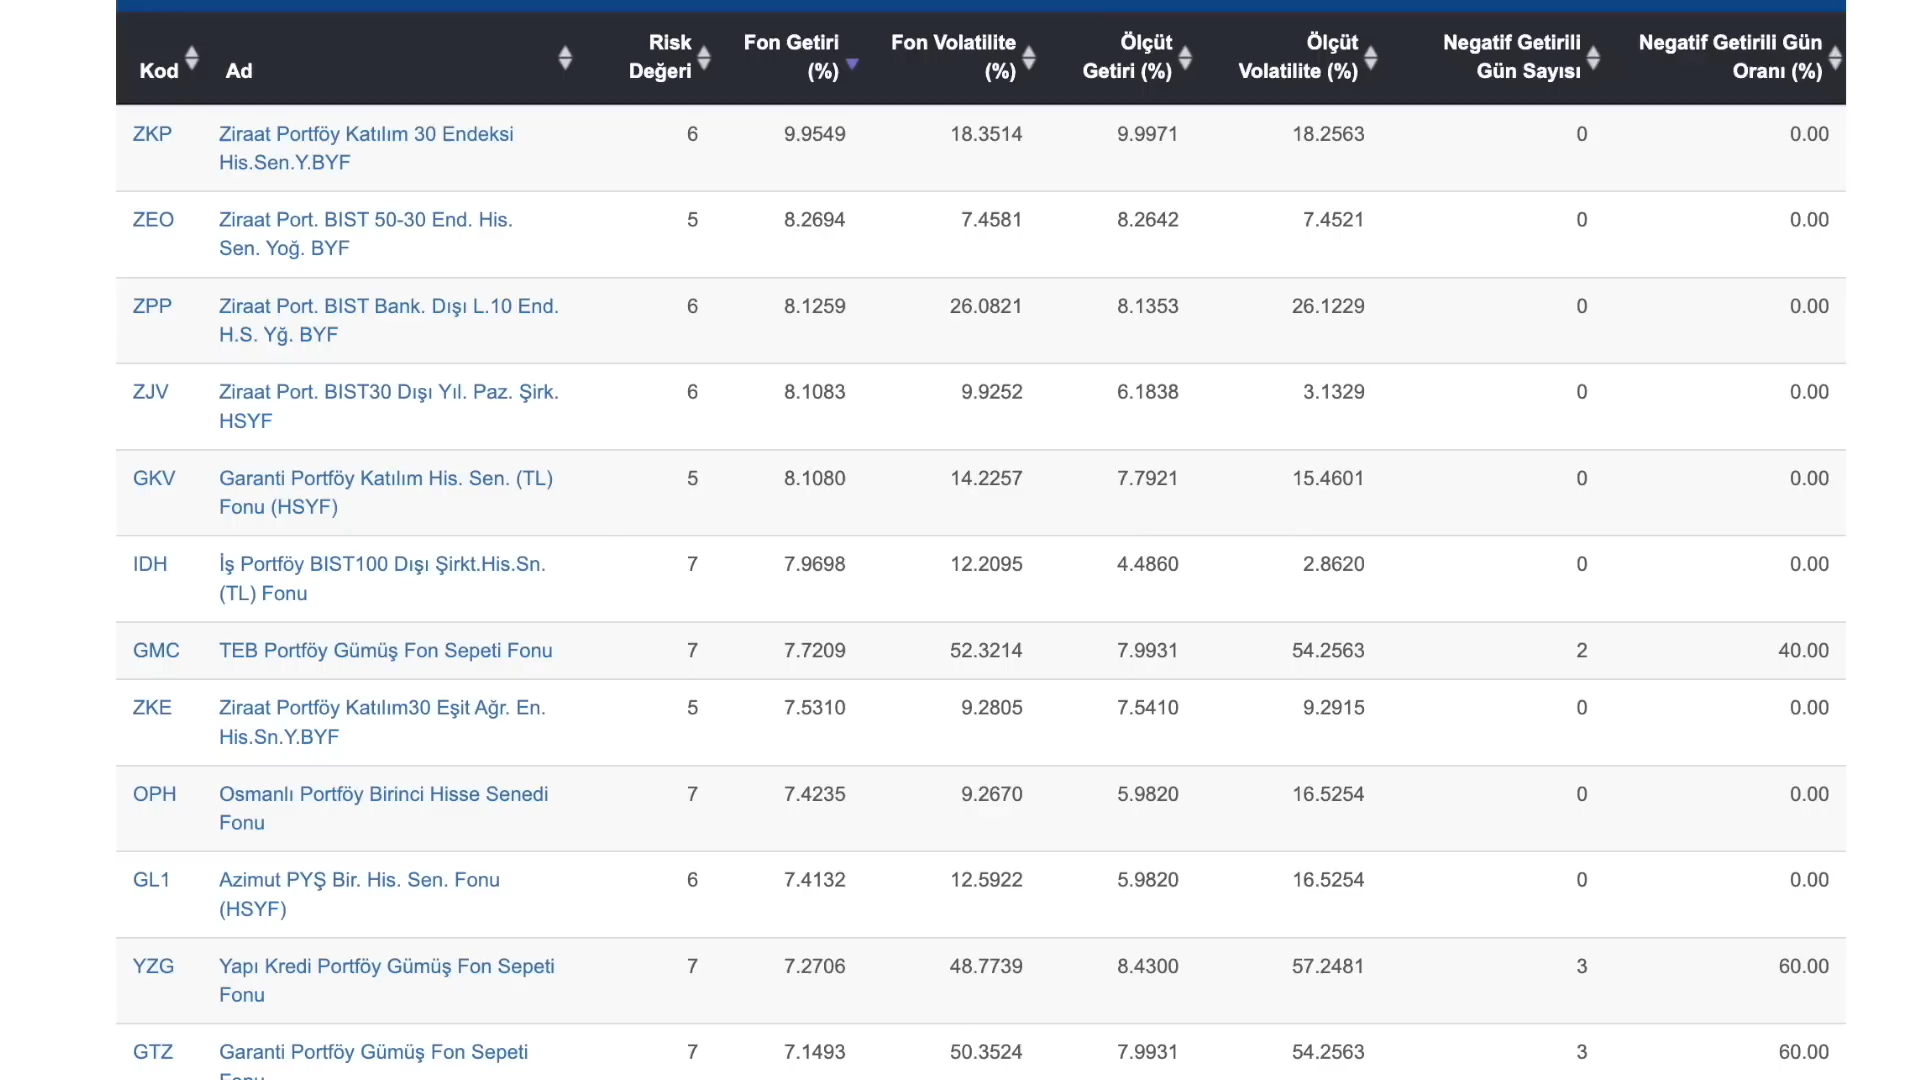 Kod Ad Risk Değeri Fon Getiri (%) Fon Volatilite (%) Ölçüt Getiri (%) Ölçüt Volatilite (%) Negatif Getirili Gün Sayısı Negatif Getirili Gün Oranı (%)
ZKP Ziraat Portföy Katılım 30 Endeksi 6 9.9549 18.3514 9.9971 18.2563 0 0.00
His.Sen.Y.BYF
ZEO Ziraat Port. BIST 50-30 End. His. 5 8.2694 7.4581 8.2642 7.4521 0 0.00
Sen. Yoğ. BYF
ZPP Ziraat Port. BIST Bank. Dışı L.10 End. 6 8.1259 26.0821 8.1353 26.1229 0 0.00
H.S. Yğ. BYF
ZJV Ziraat Port. BIST30 Dışı Yıl. Paz. Şirk. 6 8.1083 9.9252 6.1838 3.1329 0 0.00
HSYF
GKV Garanti Portföy Katılım His. Sen. (TL) 5 8.1080 14.2257 7.7921 15.4601 0 0.00
Fonu (HSYF)
IDH İş Portföy BIST100 Dışı Şirkt.His.Sn. 7 7.9698 12.2095 4.4860 2.8620 0 0.00
(TL) Fonu
GMC TEB Portföy Gümüş Fon Sepeti Fonu 7 7.7209 52.3214 7.9931 54.2563 2 40.00
ZKE Ziraat Portföy Katılım30 Eşit Ağr. En. 5 7.5310 9.2805 7.5410 9.2915 0 0.00
His.Sn.Y.BYF
OPH Osmanlı Portföy Birinci Hisse Senedi 7 7.4235 9.2670 5.9820 16.5254 0 0.00
Fonu
GL1 Azimut PYŞ Bir. His. Sen. Fonu 6 7.4132 12.5922 5.9820 16.5254 0 0.00
(HSYF)
YZG Yapı Kredi Portföy Gümüş Fon Sepeti 7 7.2706 48.7739 8.4300 57.2481 3 60.00
Fonu
GTZ Garanti Portföy Gümüş Fon Sepeti 7 7.1493 50.3524 7.9931 54.2563 3 60.00
Fonu